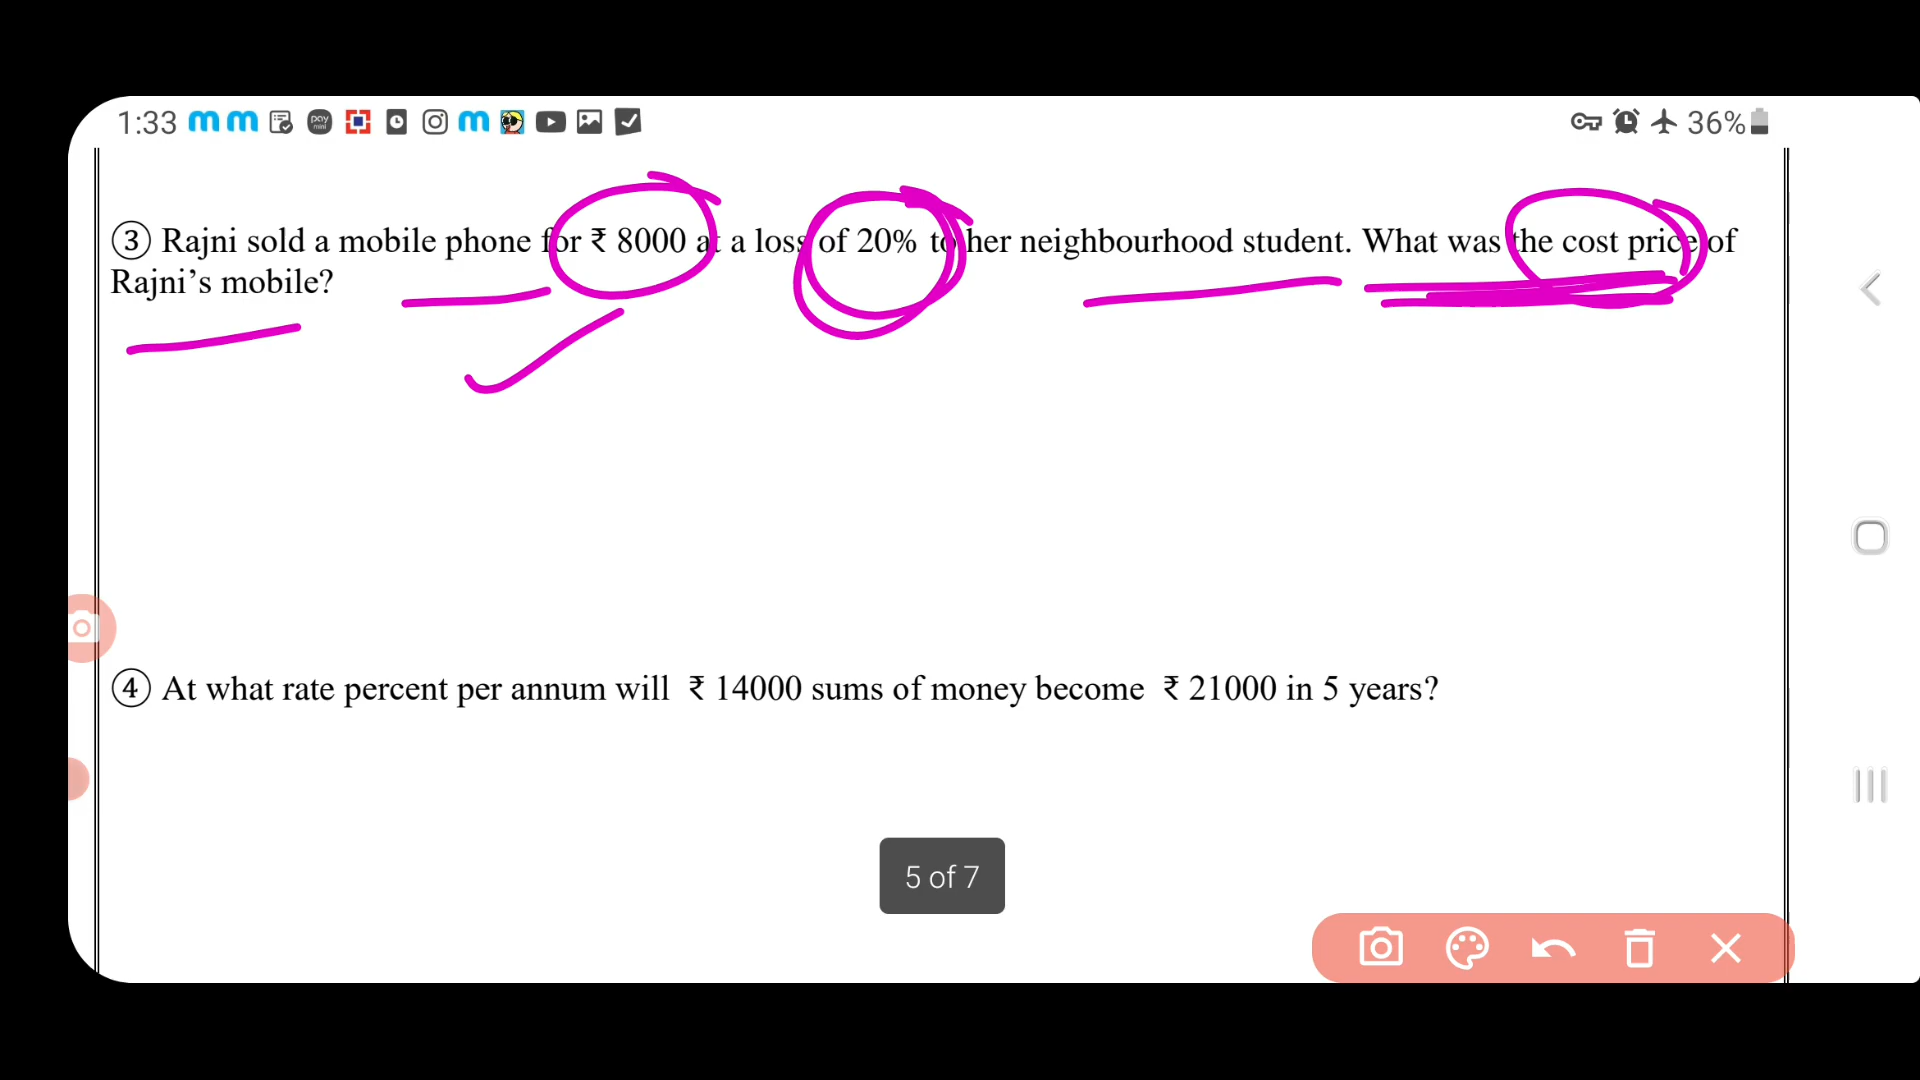 1:33 m m pay mini m 36%
③ Rajni sold a mobile phone for ₹ 8000 at a loss of 20% to her neighbourhood student. What was the cost price of
Rajni’s mobile?
④ At what rate percent per annum will ₹ 14000 sums of money become ₹ 21000 in 5 years?
5 of 7